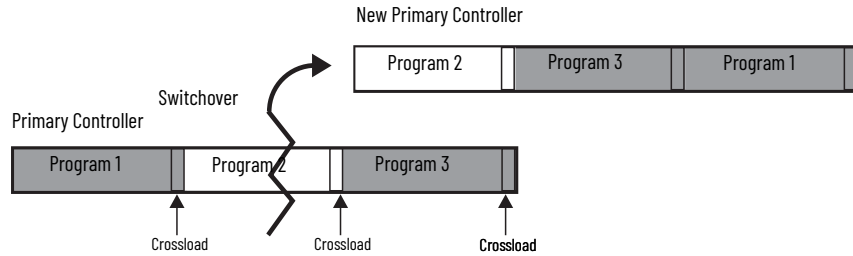 New Primary Controller
Program 2 Program 3 Program 1
Switchover
Primary Controller
Program 1 Program 2 Program 3
Crossload Crossload Crossload